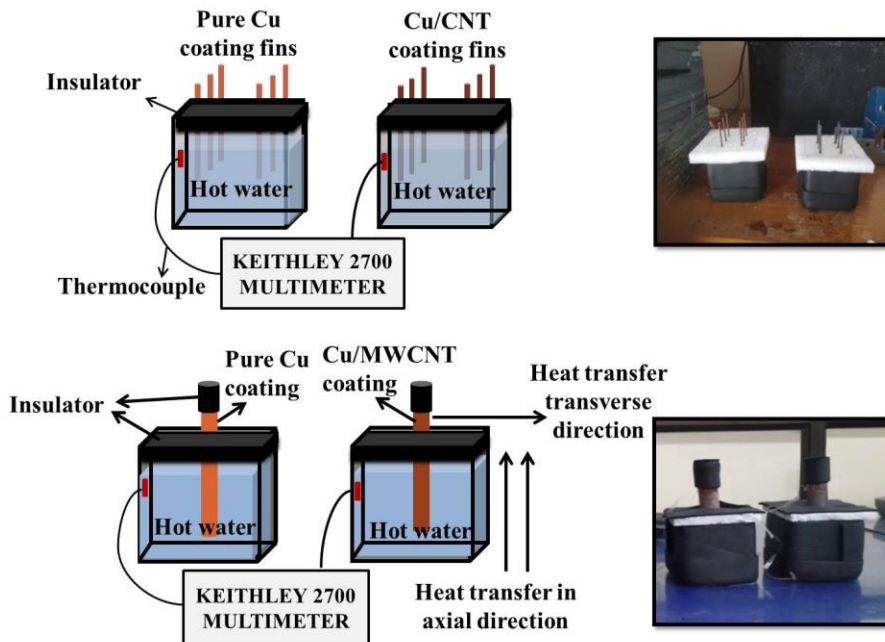 Pure Cu
coating fins
Cu/CNT
coating fins
Insulator
Hot water
Hot water
KEITHLEY 2700
MULTIMETER
Thermocouple
Pure Cu
coating
Cu/MWCNT
coating
Heat transfer
transverse
direction
Insulator
Hot water
Hot water
KEITHLEY 2700
MULTIMETER
Heat transfer in
axial direction